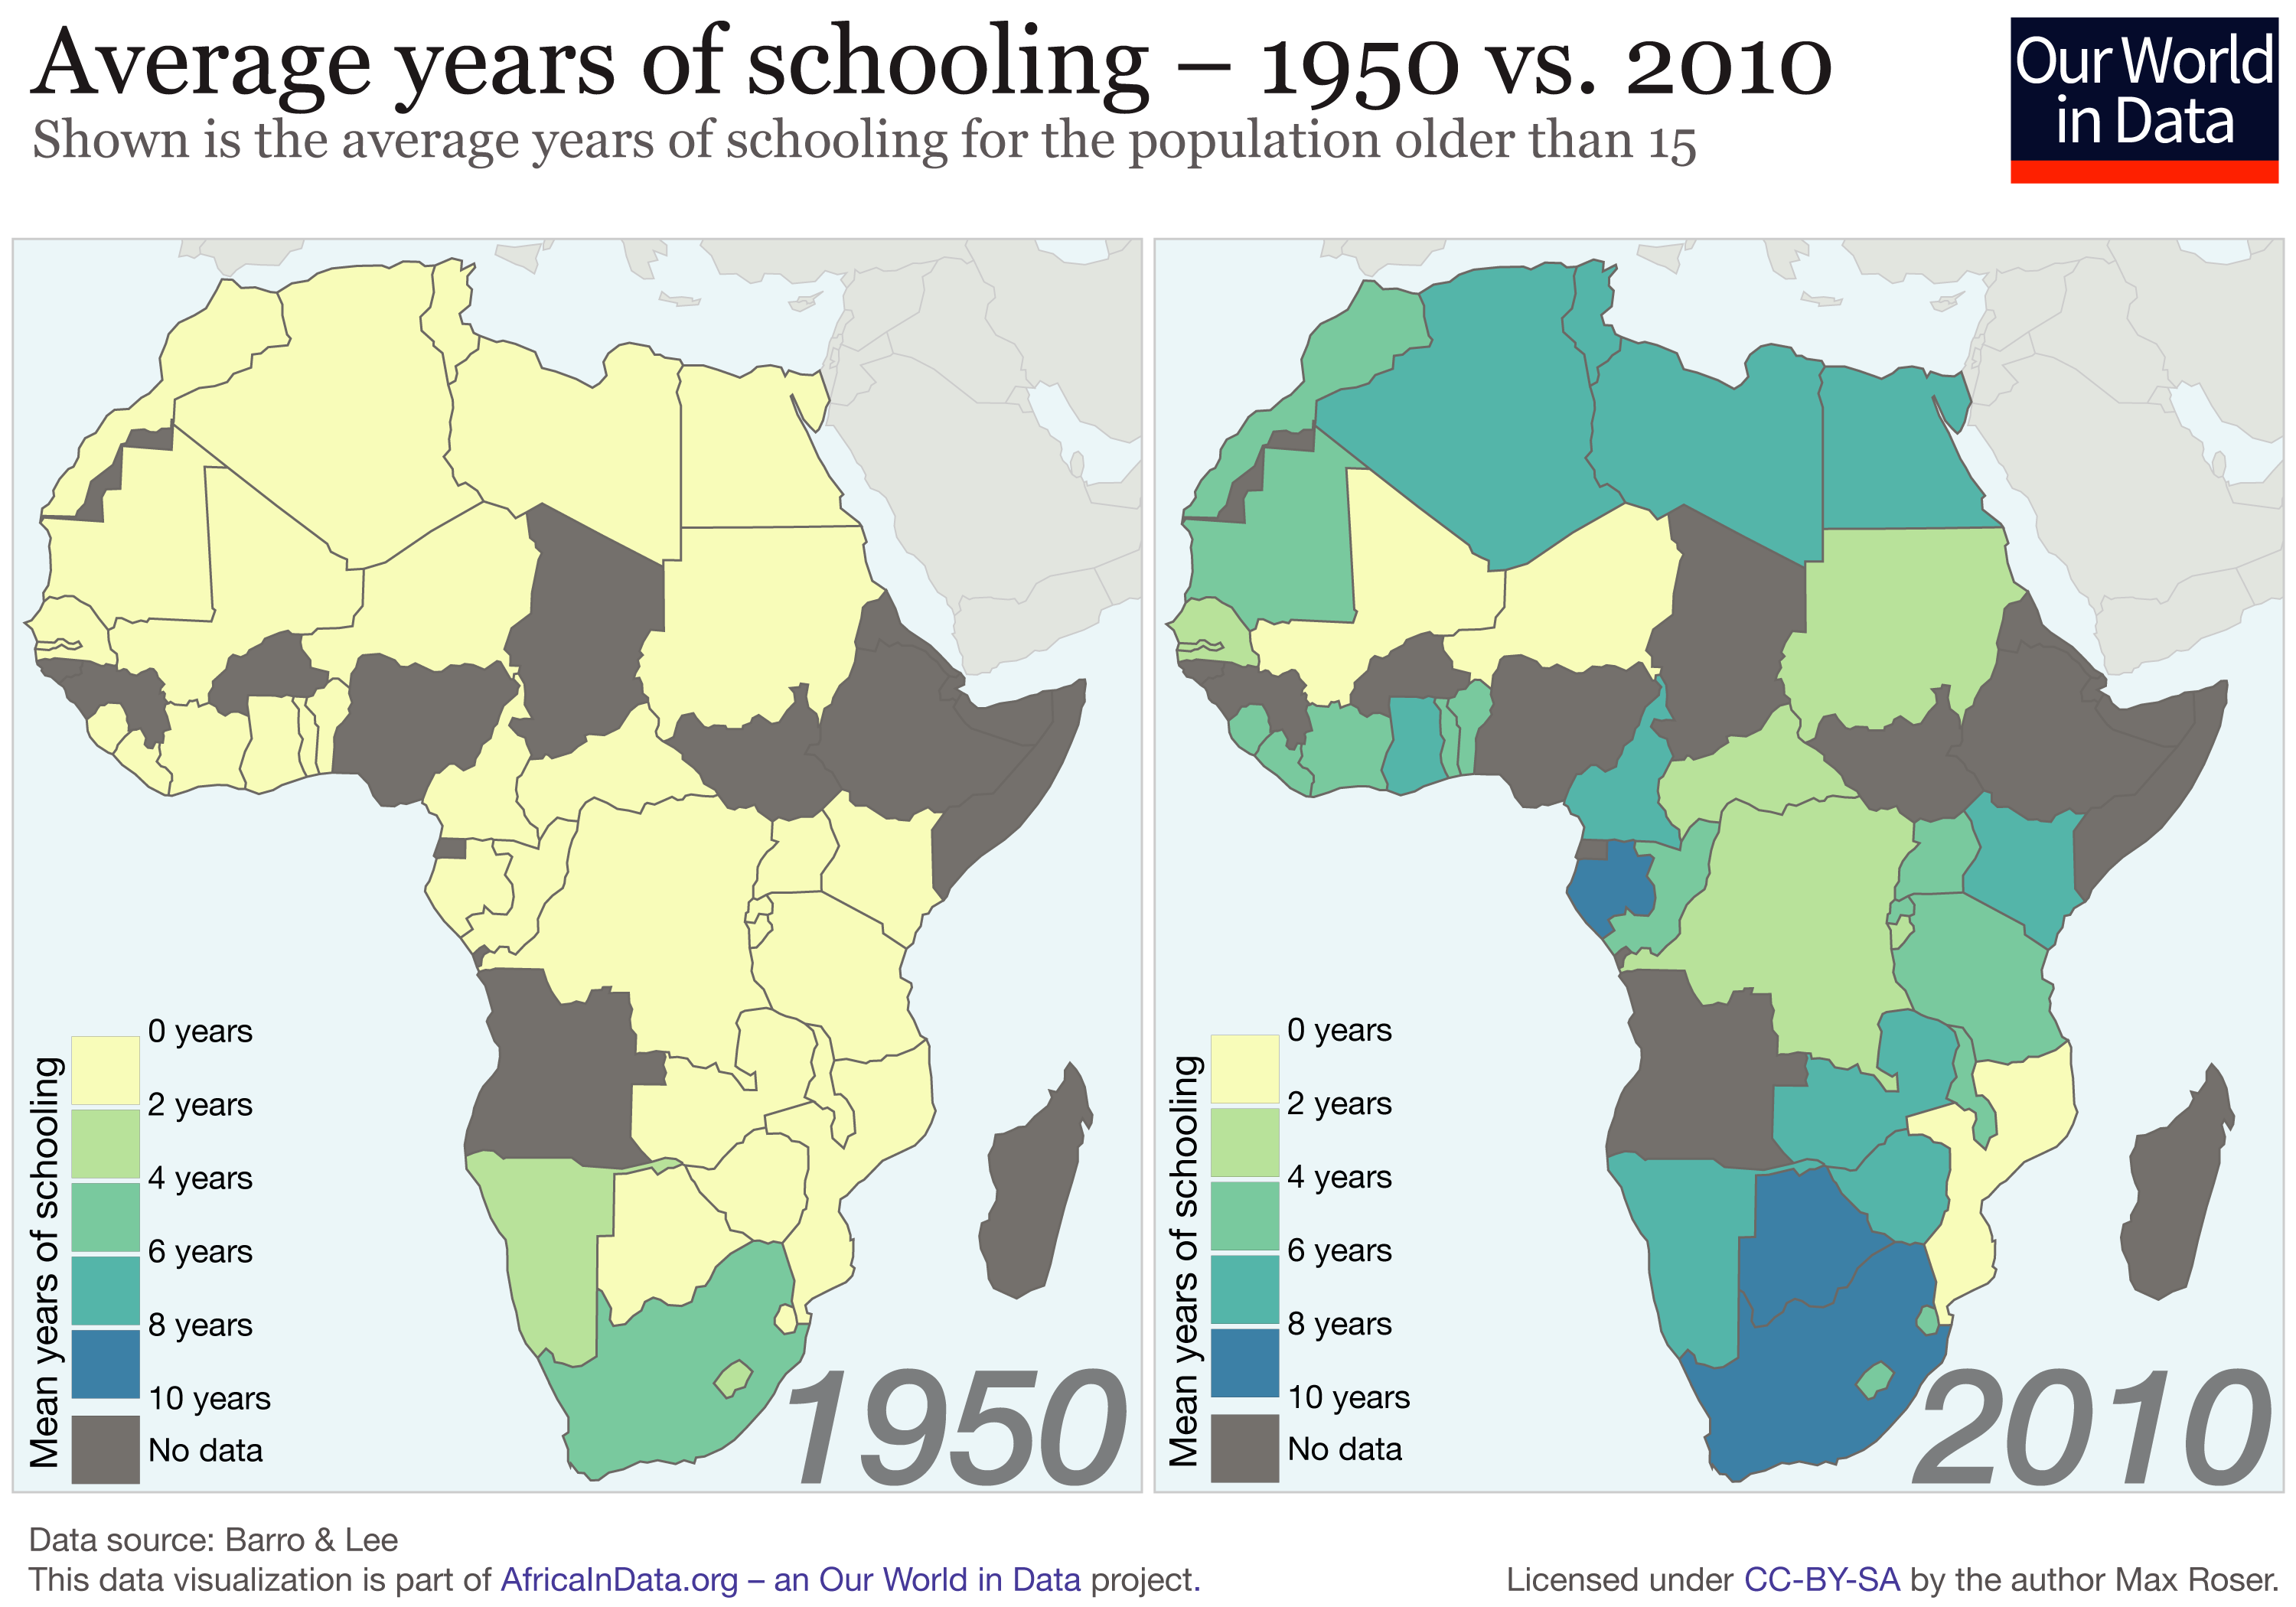 Average years of schooling – 1950 vs. 2010
Shown is the average years of schooling for the population older than 15
Our World
in Data
Mean years of schooling
0 years
2 years
4 years
6 years
8 years
10 years
No data
1950
Mean years of schooling
0 years
2 years
4 years
6 years
8 years
10 years
No data
2010
Data source: Barro & Lee
This data visualization is part of AfricaInData.org – an Our World in Data project.
Licensed under CC-BY-SA by the author Max Roser.